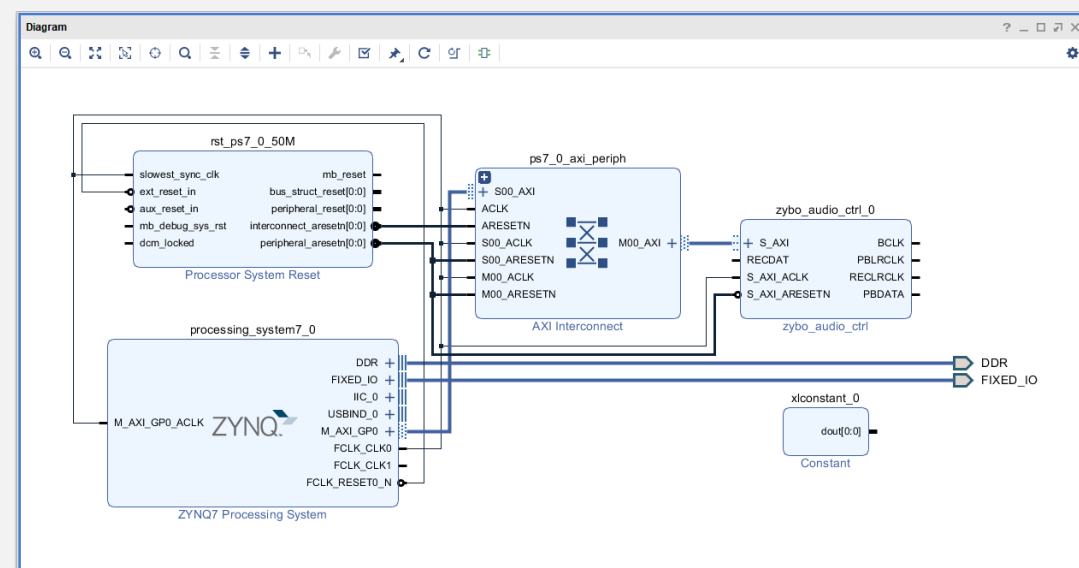 Diagram
rst_ps7_0_50M
slowest_sync_clk
ext_reset_in
aux_reset_in
mb_debug_sys_rst
dcm_locked
mb_reset
bus_struct_reset[0:0]
peripheral_reset[0:0]
interconnect_aresetn[0:0]
peripheral_aresetn[0:0]
Processor System Reset
ps7_0_axi_periph
S00_AXI
ACLK
ARESETN
S00_ACLK
S00_ARESETN
M00_ACLK
M00_ARESETN
M00_AXI
AXI Interconnect
zybo_audio_ctrl_0
S_AXI
RECDAT
S_AXI_ACLK
S_AXI_ARESETN
BCLK
PBLRCLK
RECLRCLK
PBDATA
zybo_audio_ctrl
processing_system7_0
M_AXI_GP0_ACLK
ZYNQ
DDR
FIXED_IO
IIC_0
USBIND_0
M_AXI_GP0
FCLK_CLK0
FCLK_CLK1
FCLK_RESET0_N
ZYNQ7 Processing System
DDR
FIXED_IO
xlconstant_0
dout[0:0]
Constant